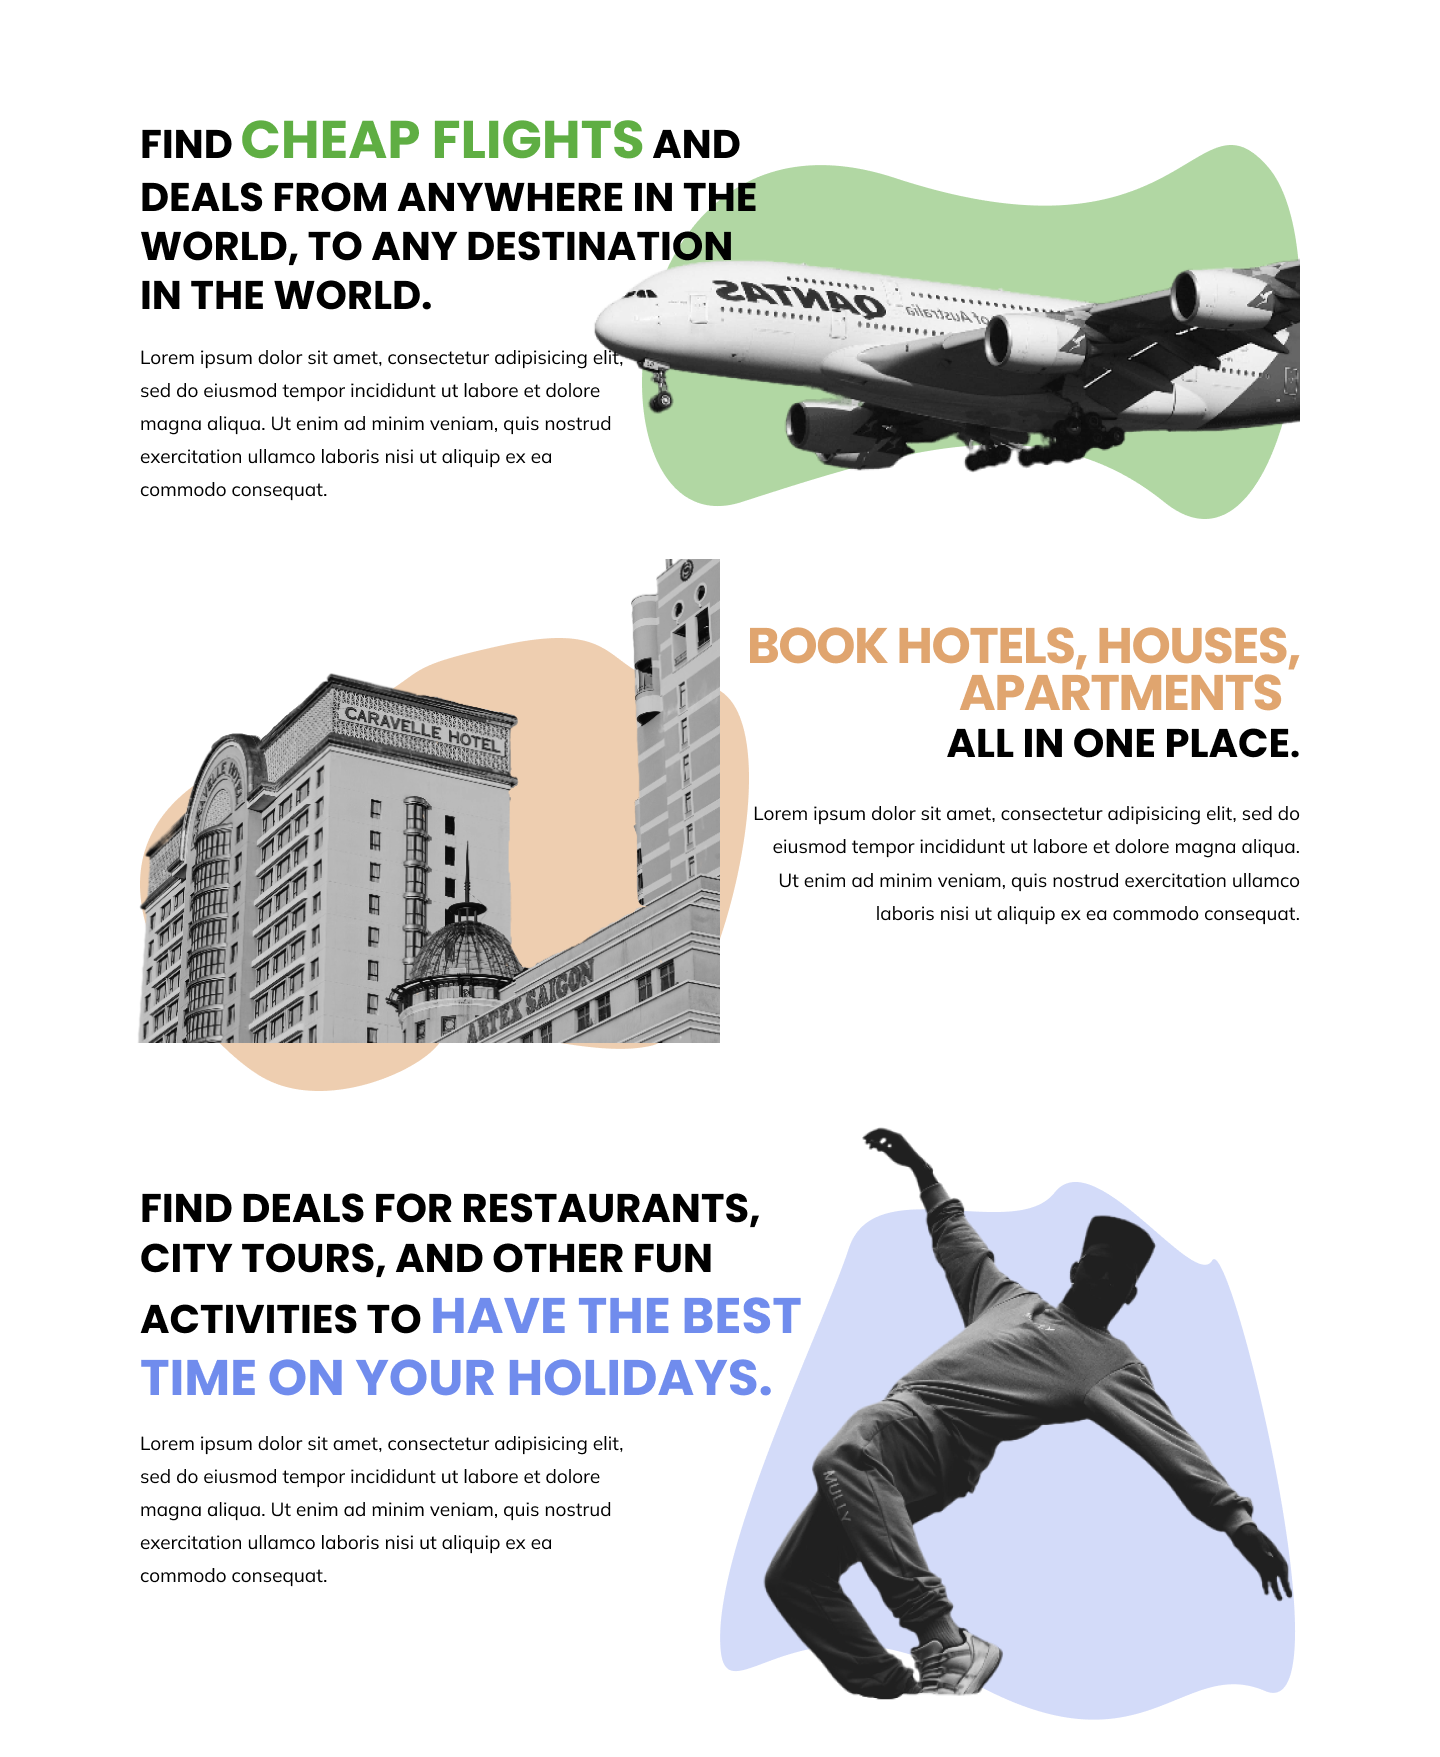 FIND CHEAP FLIGHTS AND
DEALS FROM ANYWHERE IN THE
WORLD, TO ANY DESTINATION
IN THE WORLD.
QANTAS
of Australia
Lorem ipsum dolor sit amet, consectetur adipisicing elit,
sed do eiusmod tempor incididunt ut labore et dolore
magna aliqua. Ut enim ad minim veniam, quis nostrud
exercitation ullamco laboris nisi ut aliquip ex ea
commodo consequat.
CARAVELLE HOTEL
ARTEX SAIGON
BOOK HOTELS, HOUSES,
APARTMENTS
ALL IN ONE PLACE.
Lorem ipsum dolor sit amet, consectetur adipisicing elit, sed do
eiusmod tempor incididunt ut labore et dolore magna aliqua.
Ut enim ad minim veniam, quis nostrud exercitation ullamco
laboris nisi ut aliquip ex ea commodo consequat.
FIND DEALS FOR RESTAURANTS,
CITY TOURS, AND OTHER FUN
ACTIVITIES TO HAVE THE BEST
TIME ON YOUR HOLIDAYS.
Lorem ipsum dolor sit amet, consectetur adipisicing elit,
sed do eiusmod tempor incididunt ut labore et dolore
magna aliqua. Ut enim ad minim veniam, quis nostrud
exercitation ullamco laboris nisi ut aliquip ex ea
commodo consequat.
MULLY